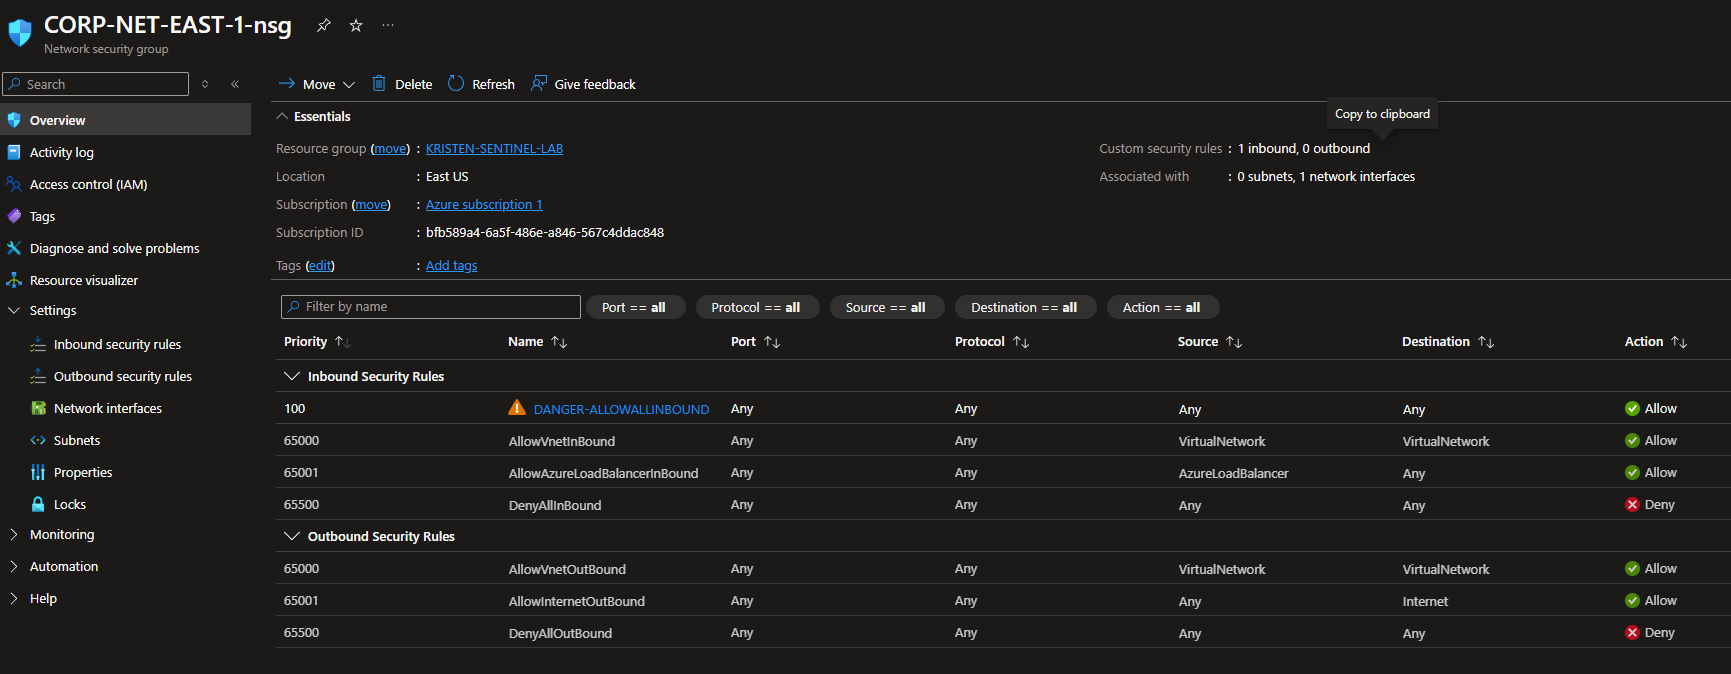 CORP-NET-EAST-1-nsg
Network security group
Search
Overview
Activity log
Access control (IAM)
Tags
Diagnose and solve problems
Resource visualizer
Settings
Inbound security rules
Outbound security rules
Network interfaces
Subnets
Properties
Locks
Monitoring
Automation
Help
Move Delete Refresh Give feedback
Essentials
Copy to clipboard
Resource group (move) : KRISTEN-SENTINEL-LAB
Location : East US
Subscription (move) : Azure subscription 1
Subscription ID : bfb589a4-6a5f-486e-a846-567c4ddac848
Tags (edit) : Add tags
Custom security rules : 1 inbound, 0 outbound
Associated with : 0 subnets, 1 network interfaces
Filter by name Port == all Protocol == all Source == all Destination == all Action == all
Priority Name Port Protocol Source Destination Action
Inbound Security Rules
100 DANGER-ALLOWALLINBOUND Any Any Any Any Allow
65000 AllowVnetInBound Any Any VirtualNetwork VirtualNetwork Allow
65001 AllowAzureLoadBalancerInBound Any Any AzureLoadBalancer Any Allow
65500 DenyAllInBound Any Any Any Any Deny
Outbound Security Rules
65000 AllowVnetOutBound Any Any VirtualNetwork VirtualNetwork Allow
65001 AllowInternetOutBound Any Any Any Internet Allow
65500 DenyAllOutBound Any Any Any Any Deny